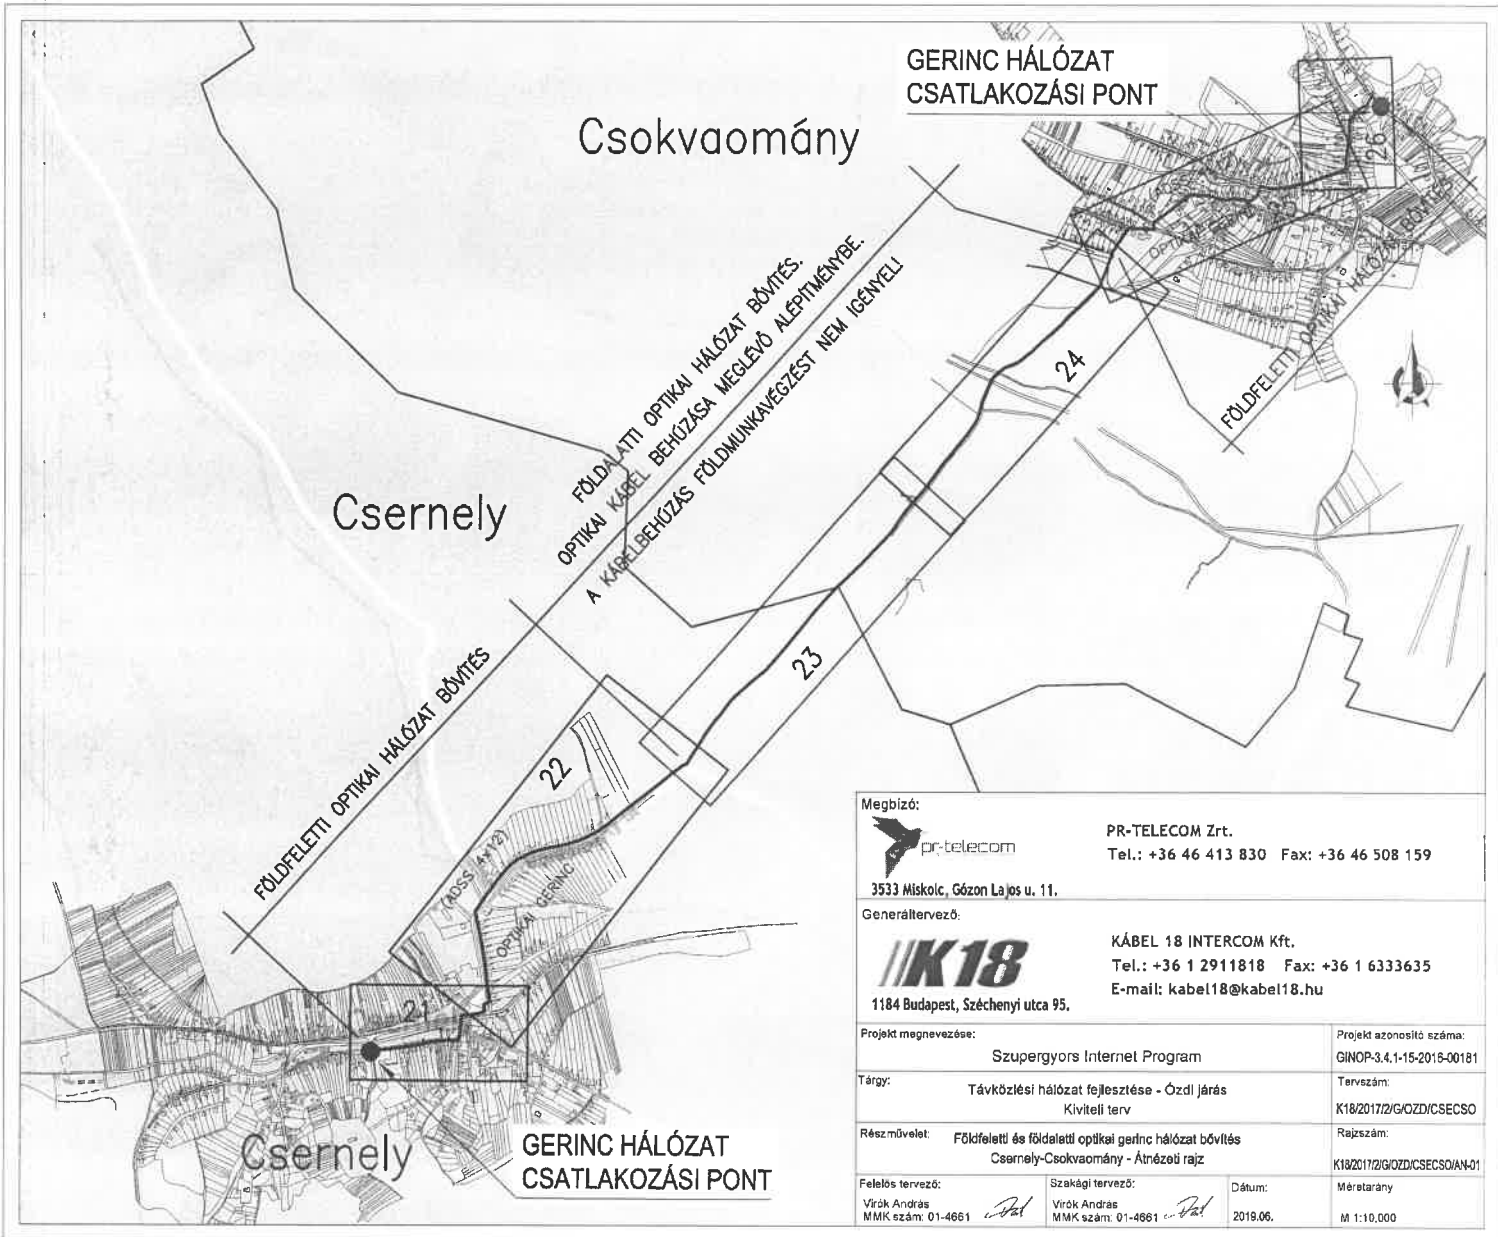 GERINC HÁLÓZAT
CSATLAKOZÁSI PONT
Csokvaomány
26
OPTIKAI
FÖLDALATTI OPTIKAI HÁLÓZAT BŐVÍTÉS.
OPTIKAI KÁBEL BEHÚZÁSA MEGLÉVŐ ALÉPÍTMÉNYBE.
A KÁBELBEHÚZÁS FÖLDMUNKAVÉGZÉST NEM IGÉNYEL!
FÖLDFELETTI OPTIKAI HÁLÓZAT BŐVÍTÉS
24
Csernely
23
FÖLDFELETTI OPTIKAI HÁLÓZAT BŐVÍTÉS
22
(ADSS 4x12)
OPTIKAI GERINC
21
Csernely
GERINC HÁLÓZAT
CSATLAKOZÁSI PONT
Megbízó:
pr-telecom
PR-TELECOM Zrt.
Tel.: +36 46 413 830 Fax: +36 46 508 159
3533 Miskolc, Gózon Lajos u. 11.
Generáltervező:
K18
KÁBEL 18 INTERCOM Kft.
Tel.: +36 1 2911818 Fax: +36 1 6333635
E-mail: kabel18@kabel18.hu
1184 Budapest, Széchenyi utca 95.
Projekt megnevezése:
Szupergyors Internet Program
Projekt azonosító száma:
GINOP-3.4.1-15-2016-00181
Tárgy:
Távközlési hálózat fejlesztése - Ózdi járás
Kiviteli terv
Tervszám:
K18/2017/2/G/OZD/CSECSO
Részművelet:
Földfeletti és földalatti optikai gerinc hálózat bővítés
Csernely-Csokvaomány - Átnézeti rajz
Rajzszám:
K18/2017/2/G/OZD/CSECSO/AN-01
Felelős tervező:
Virók András
MMK szám: 01-4661
Szakági tervező:
Virók András
MMK szám: 01-4661
Dátum:
2019.06.
Méretarány
M 1:10.000